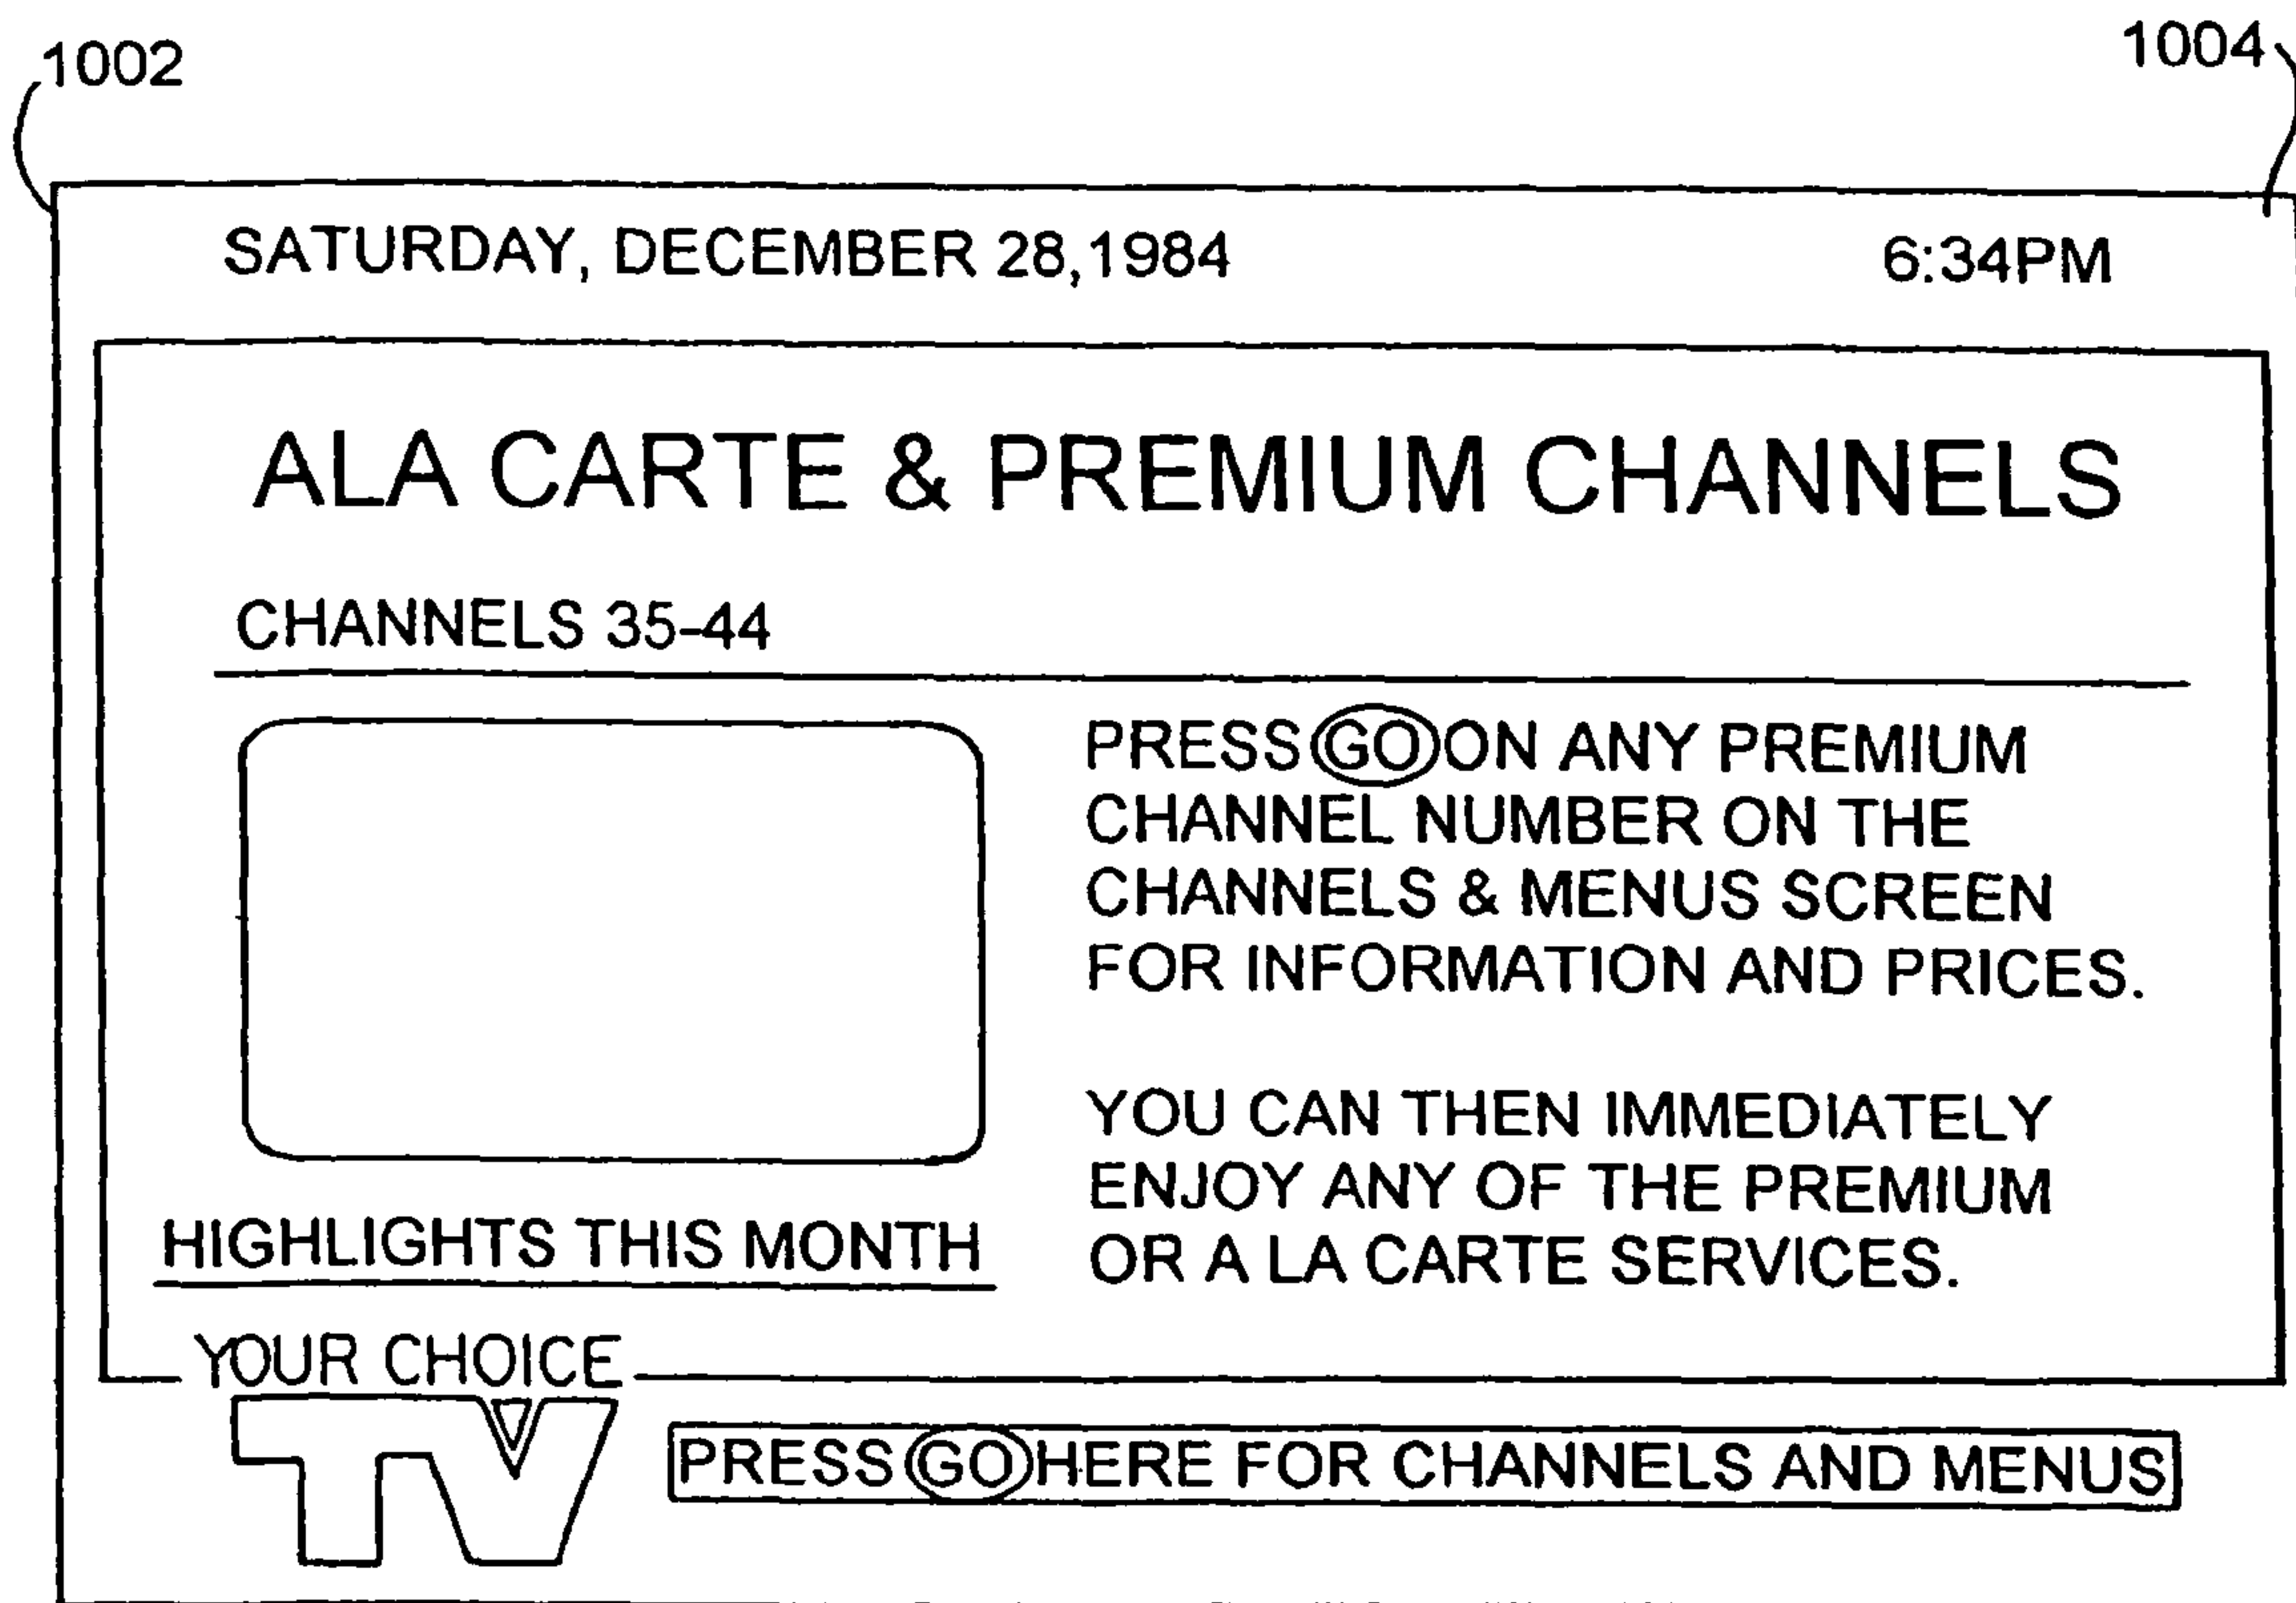 1002
1004
SATURDAY, DECEMBER 28,1984
6:34PM
ALA CARTE & PREMIUM CHANNELS
CHANNELS 35-44
PRESS GO ON ANY PREMIUM
CHANNEL NUMBER ON THE
CHANNELS & MENUS SCREEN
FOR INFORMATION AND PRICES.
YOU CAN THEN IMMEDIATELY
ENJOY ANY OF THE PREMIUM
OR A LA CARTE SERVICES.
HIGHLIGHTS THIS MONTH
YOUR CHOICE
TV
PRESS GO HERE FOR CHANNELS AND MENUS